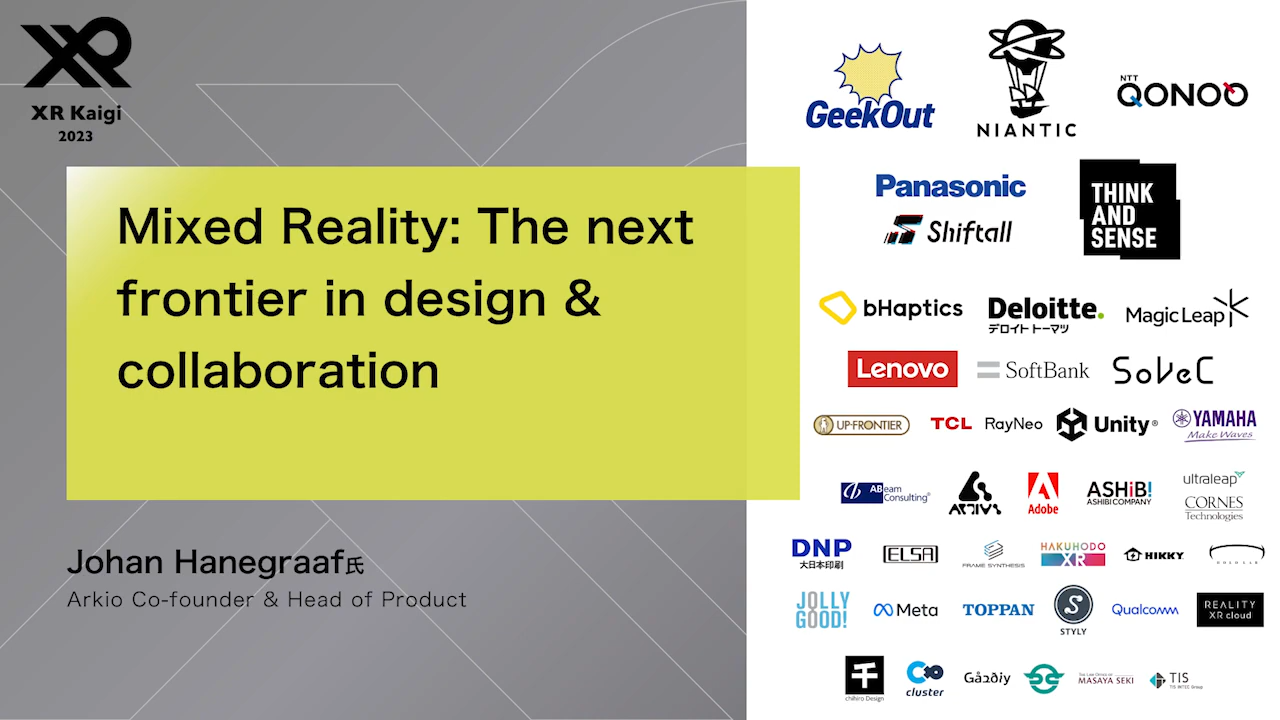 XR Kaigi
2023
Mixed Reality: The next
frontier in design &
collaboration
Johan Hanegraaf氏
Arkio Co-founder & Head of Product
GeekOut
NIANTIC
NTT
QONOQ
Panasonic
Shiftall
THINK
AND
SENSE
bHaptics
Deloitte.
デロイト トーマツ
Magic Leap
Lenovo
SoftBank
SoVeC
UP-FRONTIER
TCL RayNeo
Unity®
YAMAHA
Make Waves
ABeam
Consulting®
Adobe
ASHiB!
ASHIBI COMPANY
ultraleap
CORNES
Technologies
DNP
大日本印刷
ELSA
FRAME SYNTHESIS
HAKUHODO
XR
HIKKY
JOLLY
GOOD!
Meta
TOPPAN
STYLY
Qualcomm
REALITY
XR cloud
chihiro Design
cluster
MASAYA SEKI
TIS
TIS INTEC Group